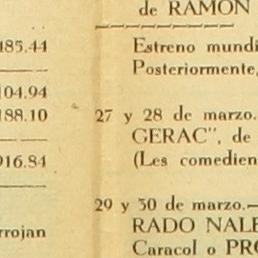 485.44
104.94
188.10
916.84
rrojan
de RAMON
Estreno mundi
Posteriormente,
27 y 28 de marzo.
GERAC", de
(Les comedien
29 y 30 de marzo.—
RADO NALE
Caracol o PRO